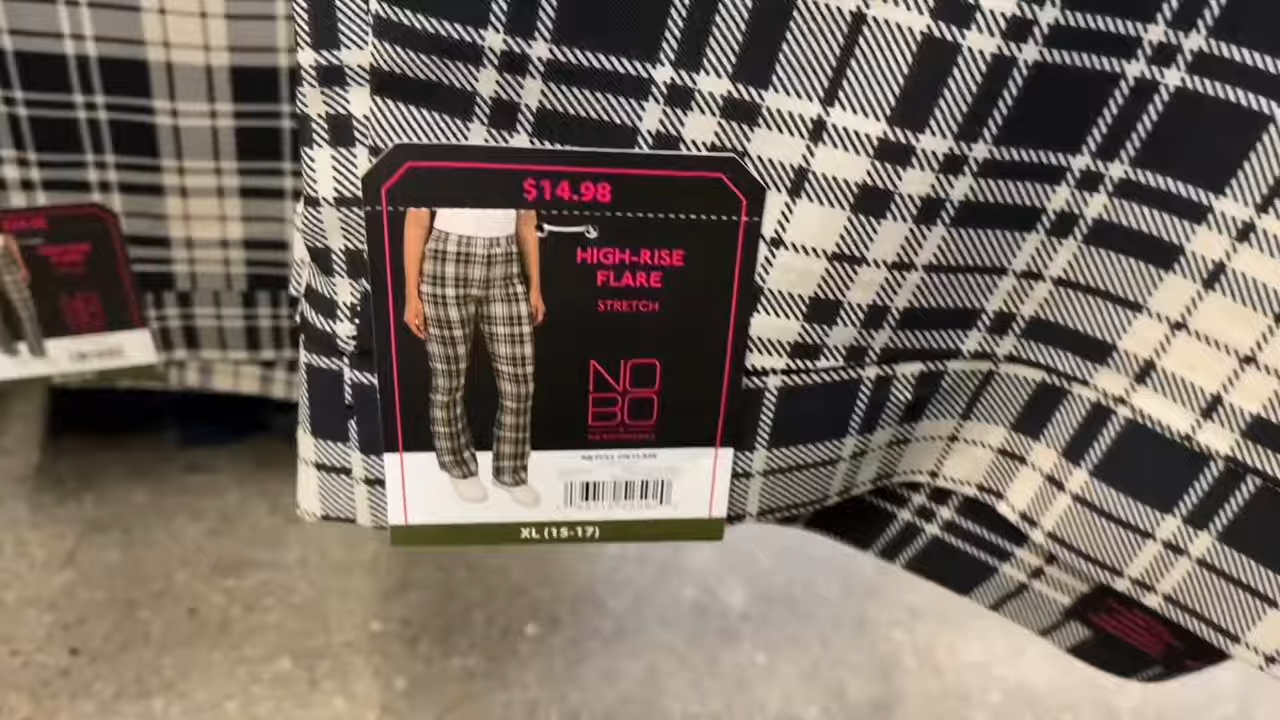 $14.98
HIGH-RISE
FLARE
STRETCH
NO
BO
XL (15-17)